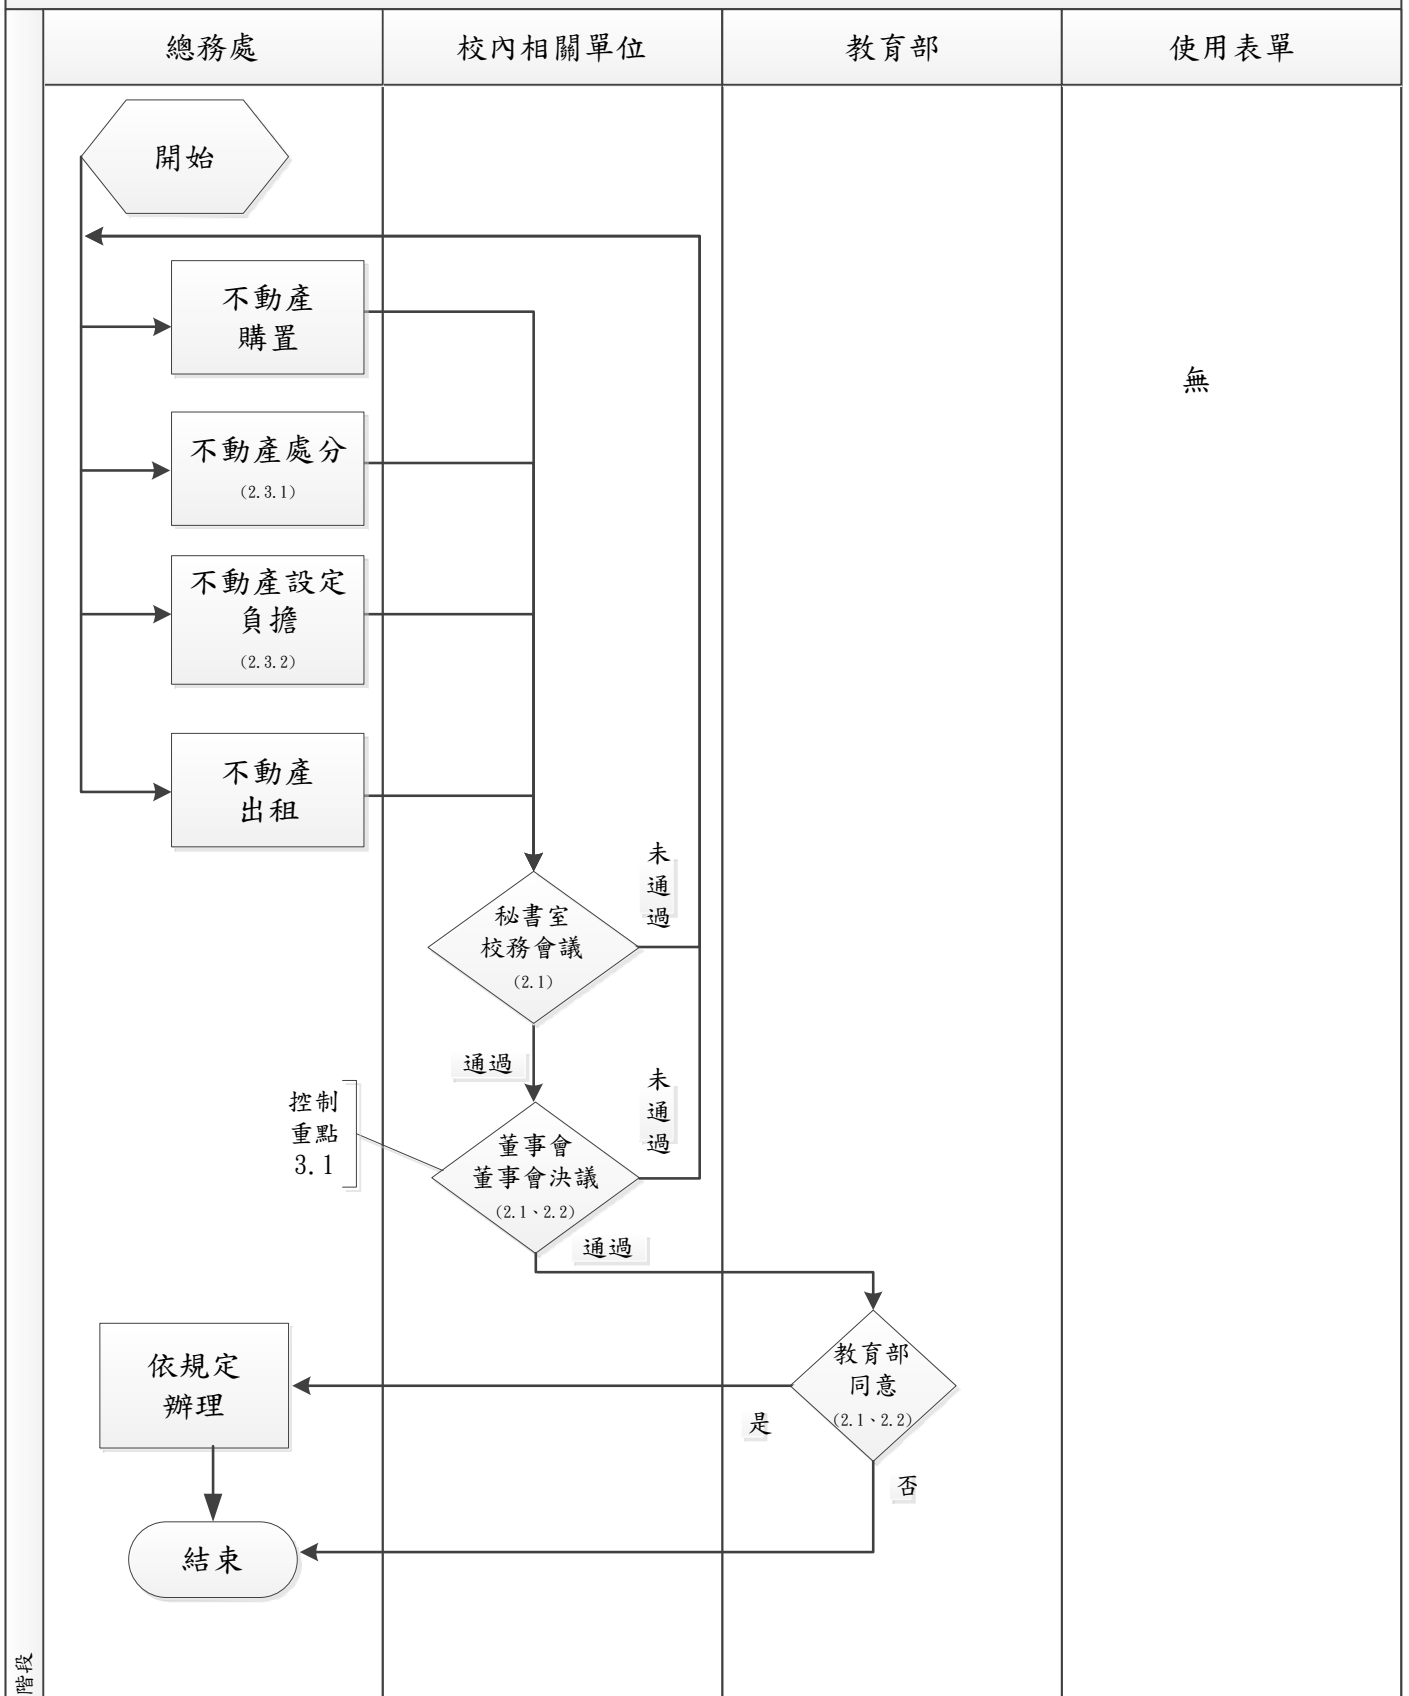 總務處
校內相關單位
教育部
使用表單
開始
不動產
購置
無
不動產處分
(2.3.1)
不動產設定
負擔
(2.3.2)
不動產
出租
未
通
過
秘書室
校務會議
(2.1)
通過
未
通
過
控制
重點
3.1
董事會
董事會決議
(2.1、2.2)
通過
教育部
同意
(2.1、2.2)
依規定
辦理
是
否
結束
階段